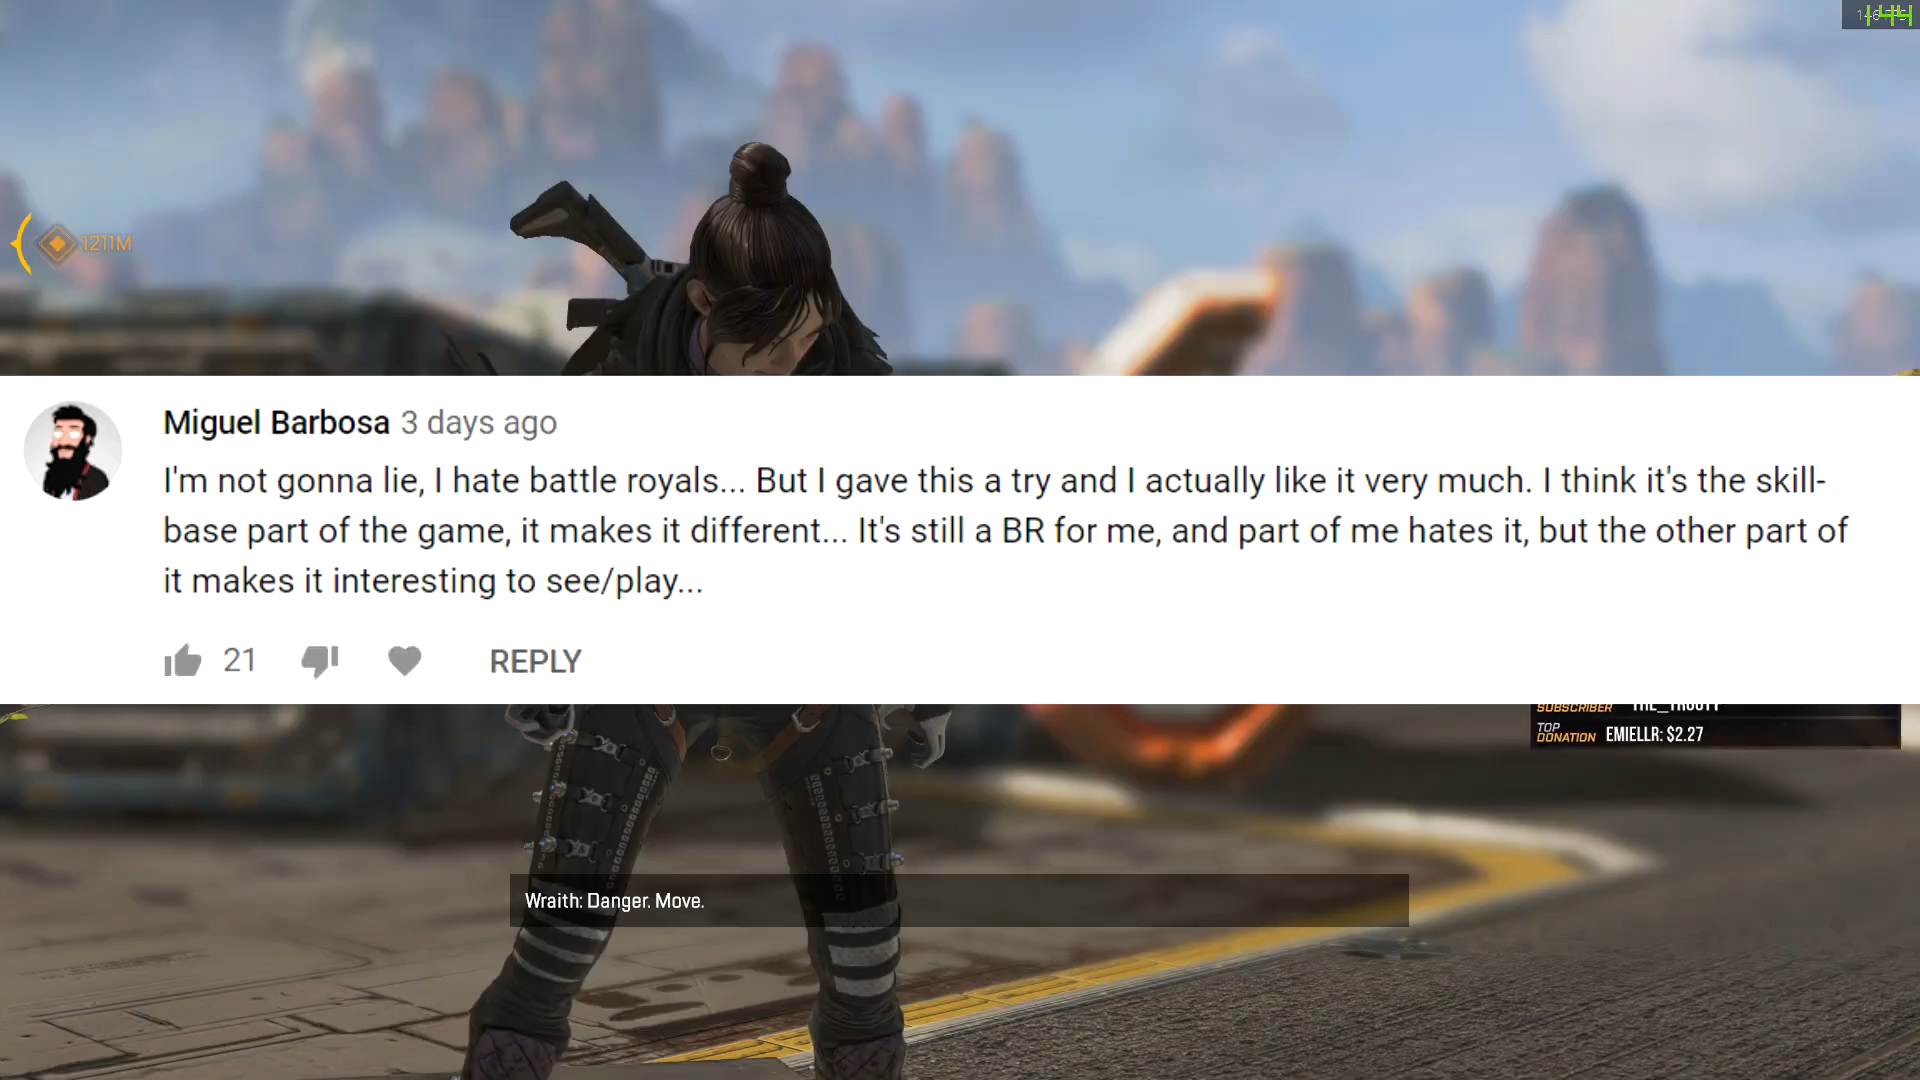 144
1211M
Miguel Barbosa 3 days ago
I'm not gonna lie, I hate battle royals... But I gave this a try and I actually like it very much. I think it's the skill-
base part of the game, it makes it different... It's still a BR for me, and part of me hates it, but the other part of
it makes it interesting to see/play...
21 REPLY
SUBSCRIBER
TOP
DONATION EMIELLR: $2.27
Wraith: Danger. Move.